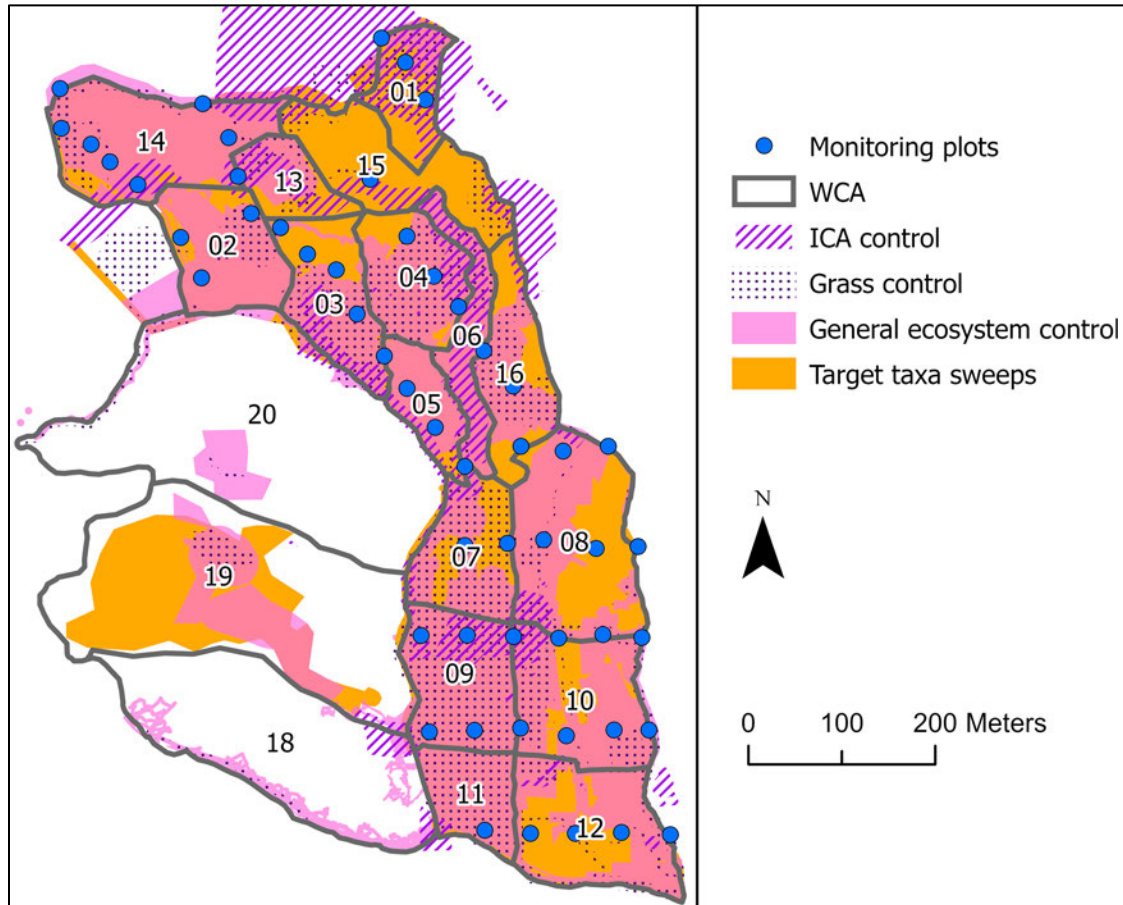 01
14
15
13
02
04
03
06
16
05
20
07
08
19
09
10
18
11
12
Monitoring plots
WCA
ICA control
Grass control
General ecosystem control
Target taxa sweeps
N
0 100 200 Meters